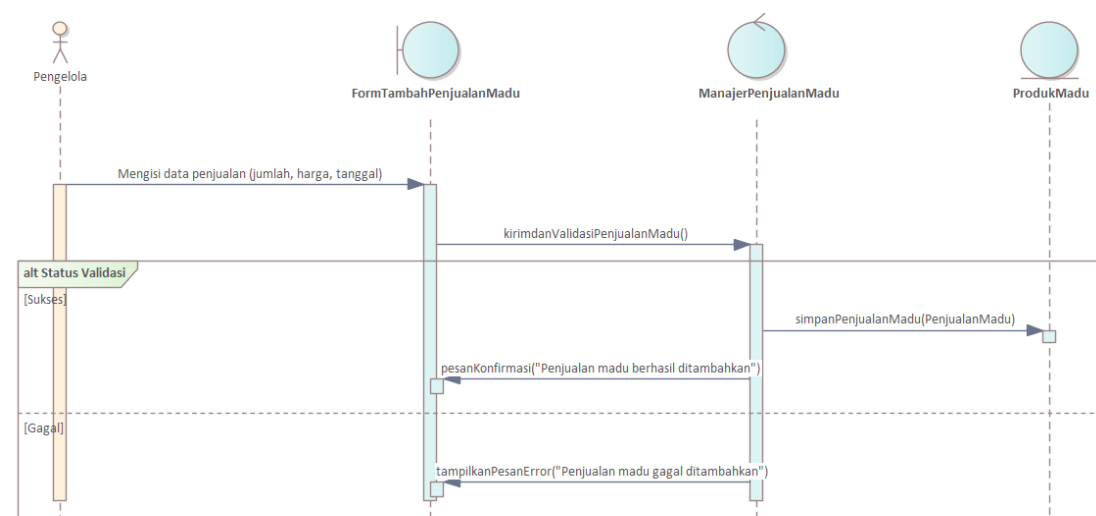 Pengelola
FormTambahPenjualanMadu
ManajerPenjualanMadu
ProdukMadu
Mengisi data penjualan (jumlah, harga, tanggal)
kirimdanValidasiPenjualanMadu()
alt Status Validasi
[Sukses]
simpanPenjualanMadu(PenjualanMadu)
pesanKonfirmasi("Penjualan madu berhasil ditambahkan")
[Gagal]
tampilkanPesanError("Penjualan madu gagal ditambahkan")